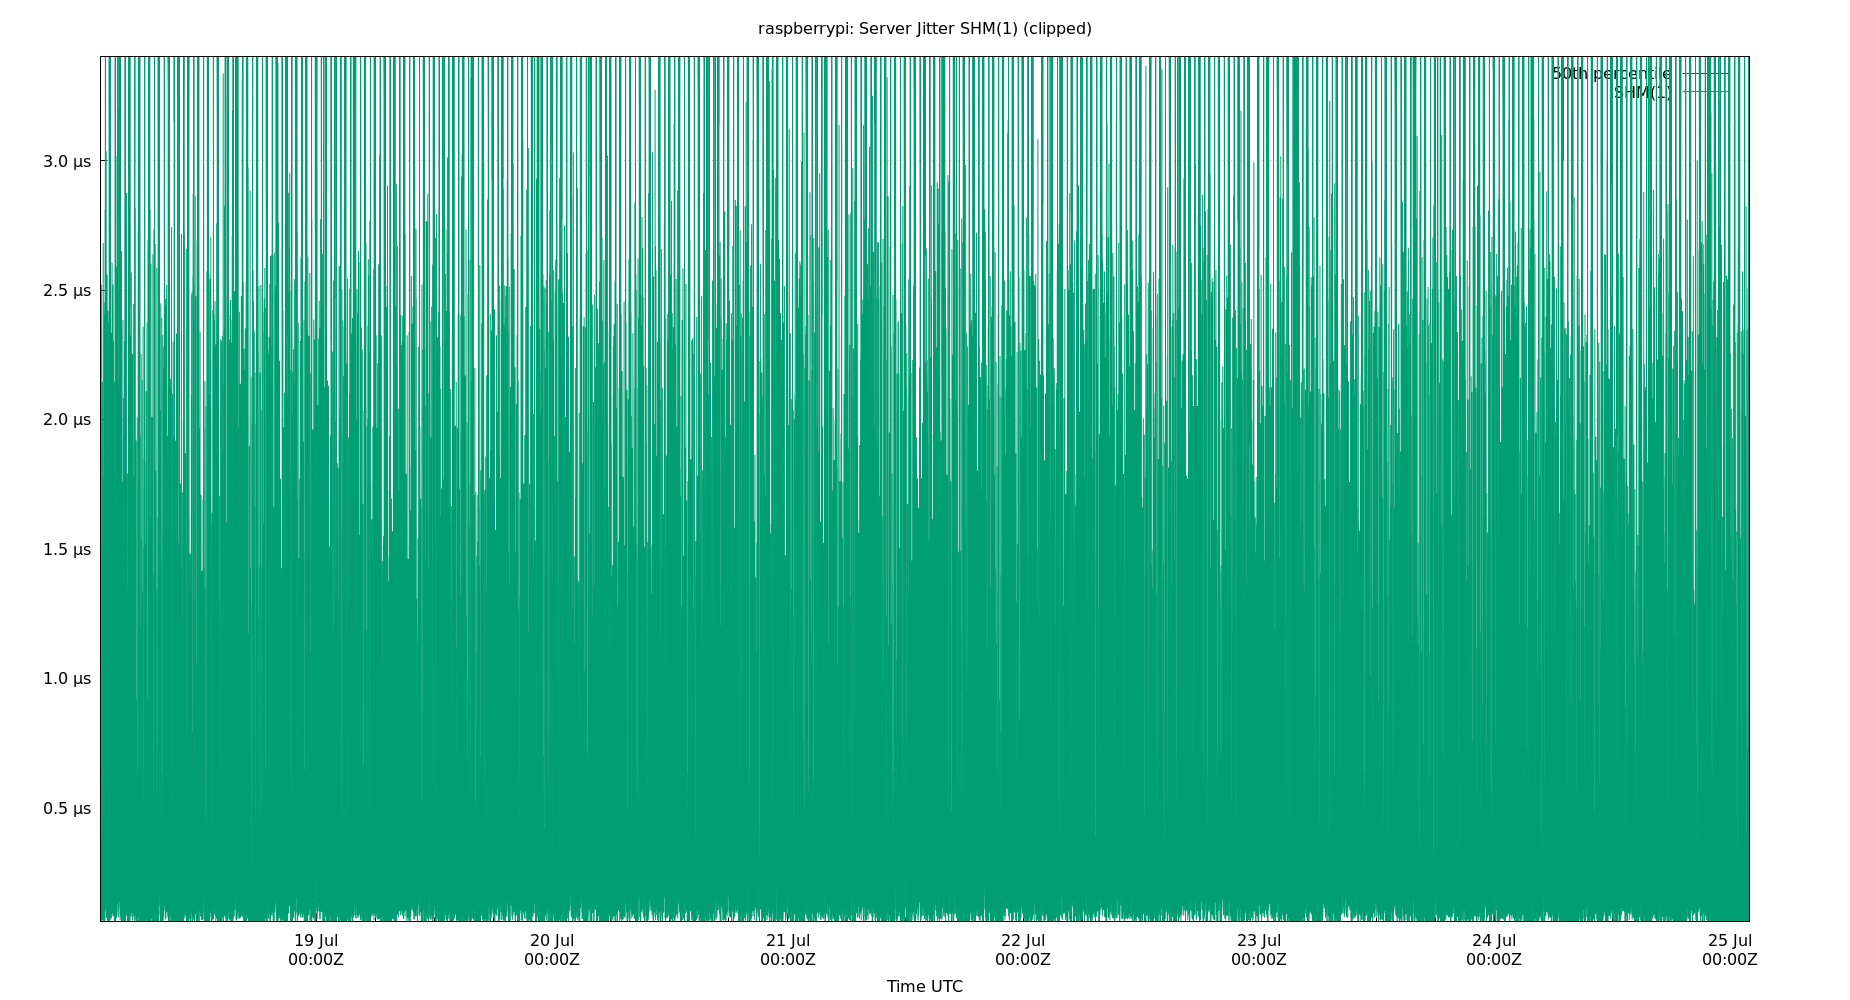 raspberrypi: Server Jitter SHM(1) (clipped)
50th percentile
SHM(1)
3.0 µs
2.5 µs
2.0 µs
1.5 µs
1.0 µs
0.5 µs
19 Jul 20 Jul 21 Jul 22 Jul 23 Jul 24 Jul 25 Jul
00:00Z 00:00Z 00:00Z 00:00Z 00:00Z 00:00Z 00:00Z
Time UTC